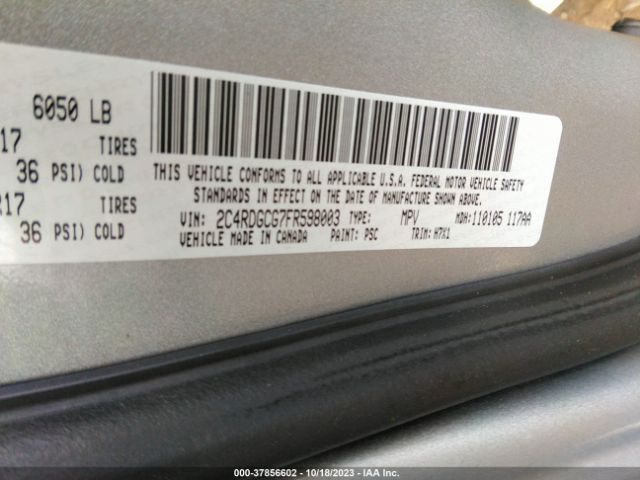 6050 LB
17 TIRES
36 PSI) COLD
17 TIRES
36 PSI) COLD
THIS VEHICLE CONFORMS TO ALL APPLICABLE U.S.A. FEDERAL MOTOR VEHICLE SAFETY
STANDARDS IN EFFECT ON THE DATE OF MANUFACTURE SHOWN ABOVE.
VIN: 2C4RDGCG7FR598003 TYPE: MPV MDH:110105 117AA
VEHICLE MADE IN CANADA PAINT: PSC TRIM: H7X1
000-37856602 | 10/18/2023 | IAA Inc.